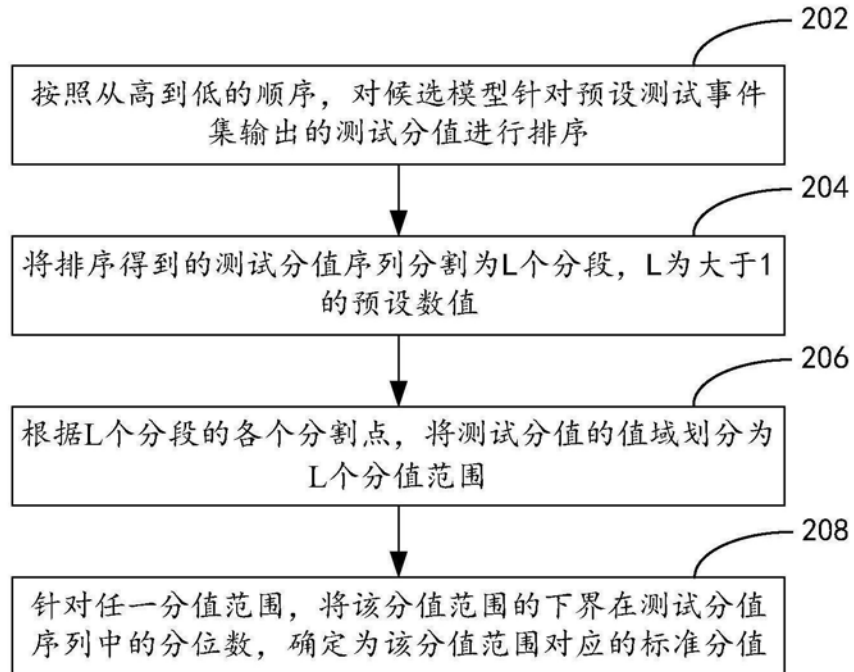 202
按照从高到低的顺序，对候选模型针对预设测试事件
集输出的测试分值进行排序
204
将排序得到的测试分值序列分割为L个分段，L为大于1
的预设数值
206
根据L个分段的各个分割点，将测试分值的值域划分为
L个分值范围
208
针对任一分值范围，将该分值范围的下界在测试分值
序列中的分位数，确定为该分值范围对应的标准分值